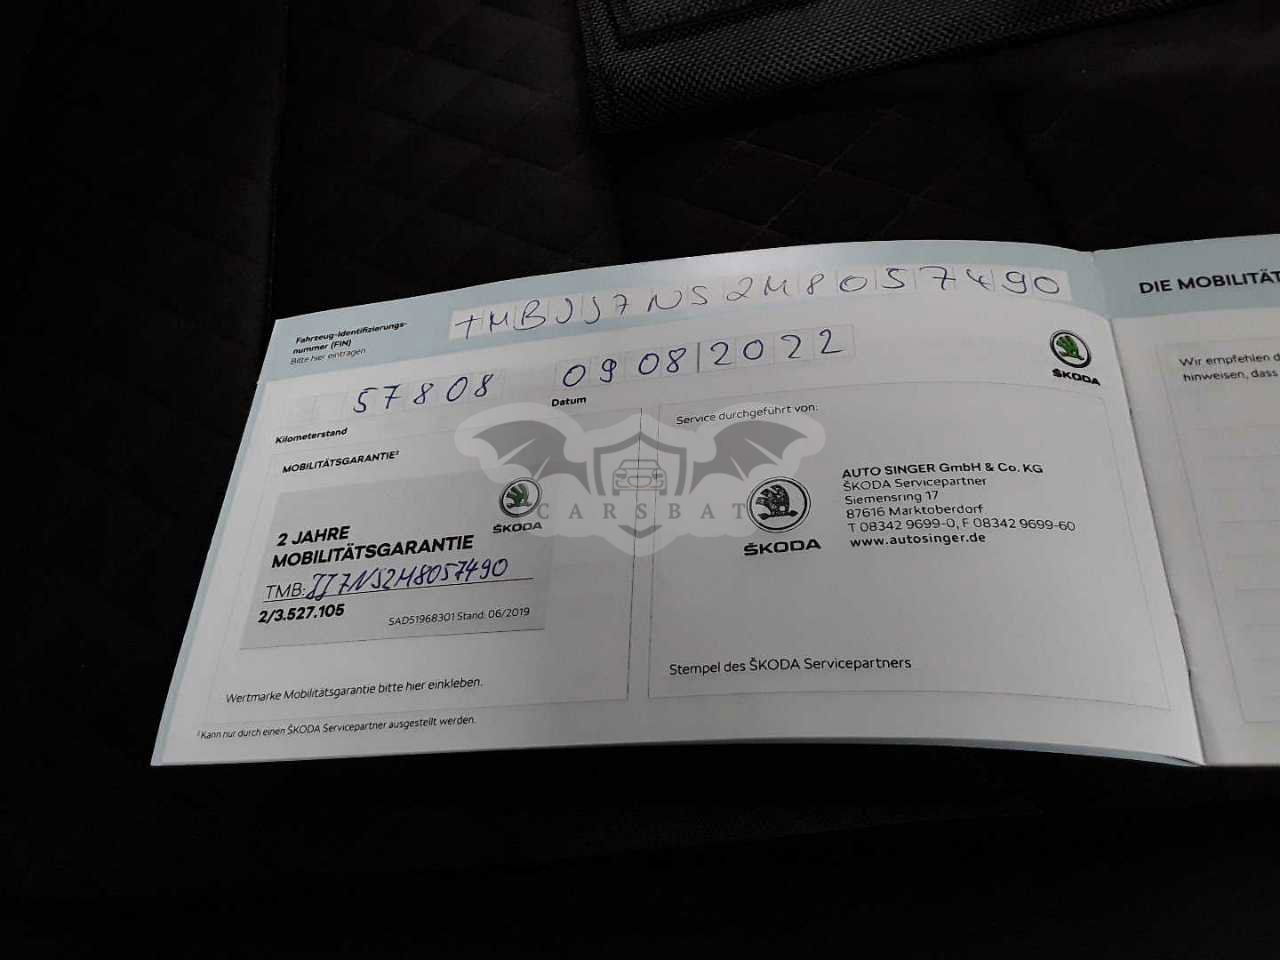 Fahrzeug-Identifizierungs-
nummer (FIN)
Bitte hier eintragen
TMBJJ7NS2M8057490
57808
Kilometerstand
09 08 | 2022
Datum
ŠKODA
MOBILITÄTSGARANTIE²
2 JAHRE
MOBILITÄTSGARANTIE
ŠKODA
TMB: JJ7NS2M8057490
2/3.527.105
SAD51968301 Stand: 06/2019
Wertmarke Mobilitätsgarantie bitte hier einkleben.
Service durchgeführt von:
ŠKODA
AUTO SINGER GmbH & Co. KG
ŠKODA Servicepartner
Siemensring 17
87616 Marktoberdorf
T 08342 9699-0, F 08342 9699-60
www.autosinger.de
Stempel des ŠKODA Servicepartners
²Kann nur durch einen ŠKODA Servicepartner ausgestellt werden.
CARSBAT
DIE MOBILITÄT
Wir empfehlen d
hinweisen, dass